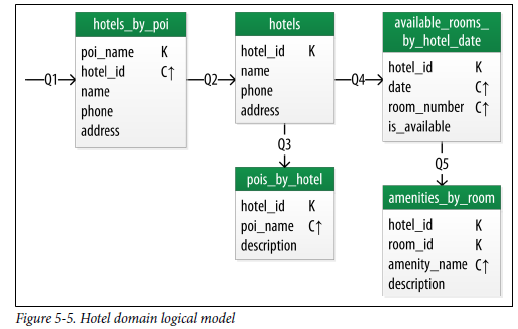 hotels_by_poi
poi_name K
hotel_id C↑
name
phone
address
Q1
Q2
hotels
hotel_id K
name
phone
address
Q3
pois_by_hotel
hotel_id K
poi_name C↑
description
Q4
available_rooms_
by_hotel_date
hotel_id K
date C↑
room_number C↑
is_available
Q5
amenities_by_room
hotel_id K
room_id K
amenity_name C↑
description
Figure 5-5. Hotel domain logical model